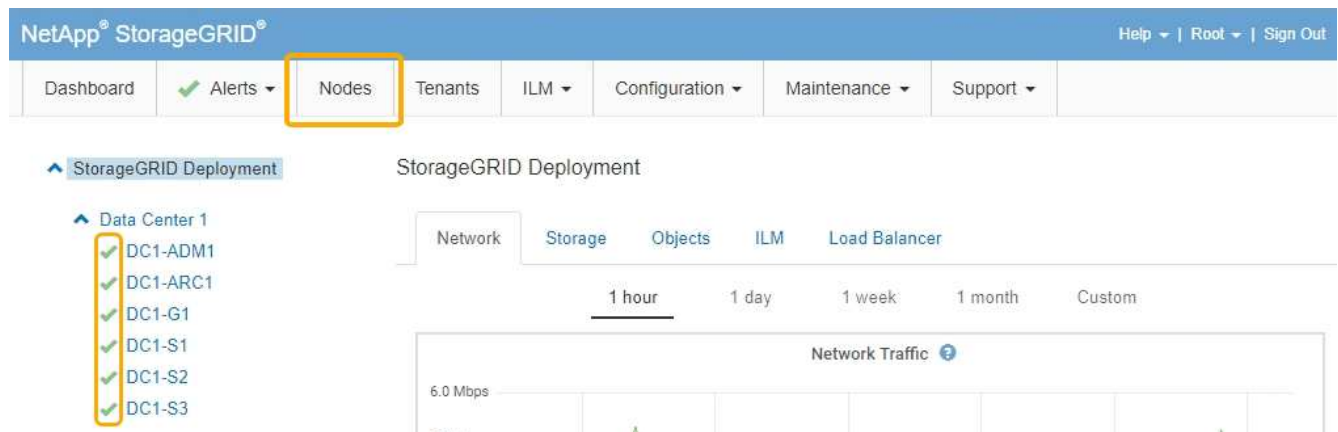 NetApp® StorageGRID®
Help | Root | Sign Out
Dashboard Alerts Nodes Tenants ILM Configuration Maintenance Support
StorageGRID Deployment
Data Center 1
DC1-ADM1
DC1-ARC1
DC1-G1
DC1-S1
DC1-S2
DC1-S3
StorageGRID Deployment
Network Storage Objects ILM Load Balancer
1 hour 1 day 1 week 1 month Custom
Network Traffic ?
6.0 Mbps